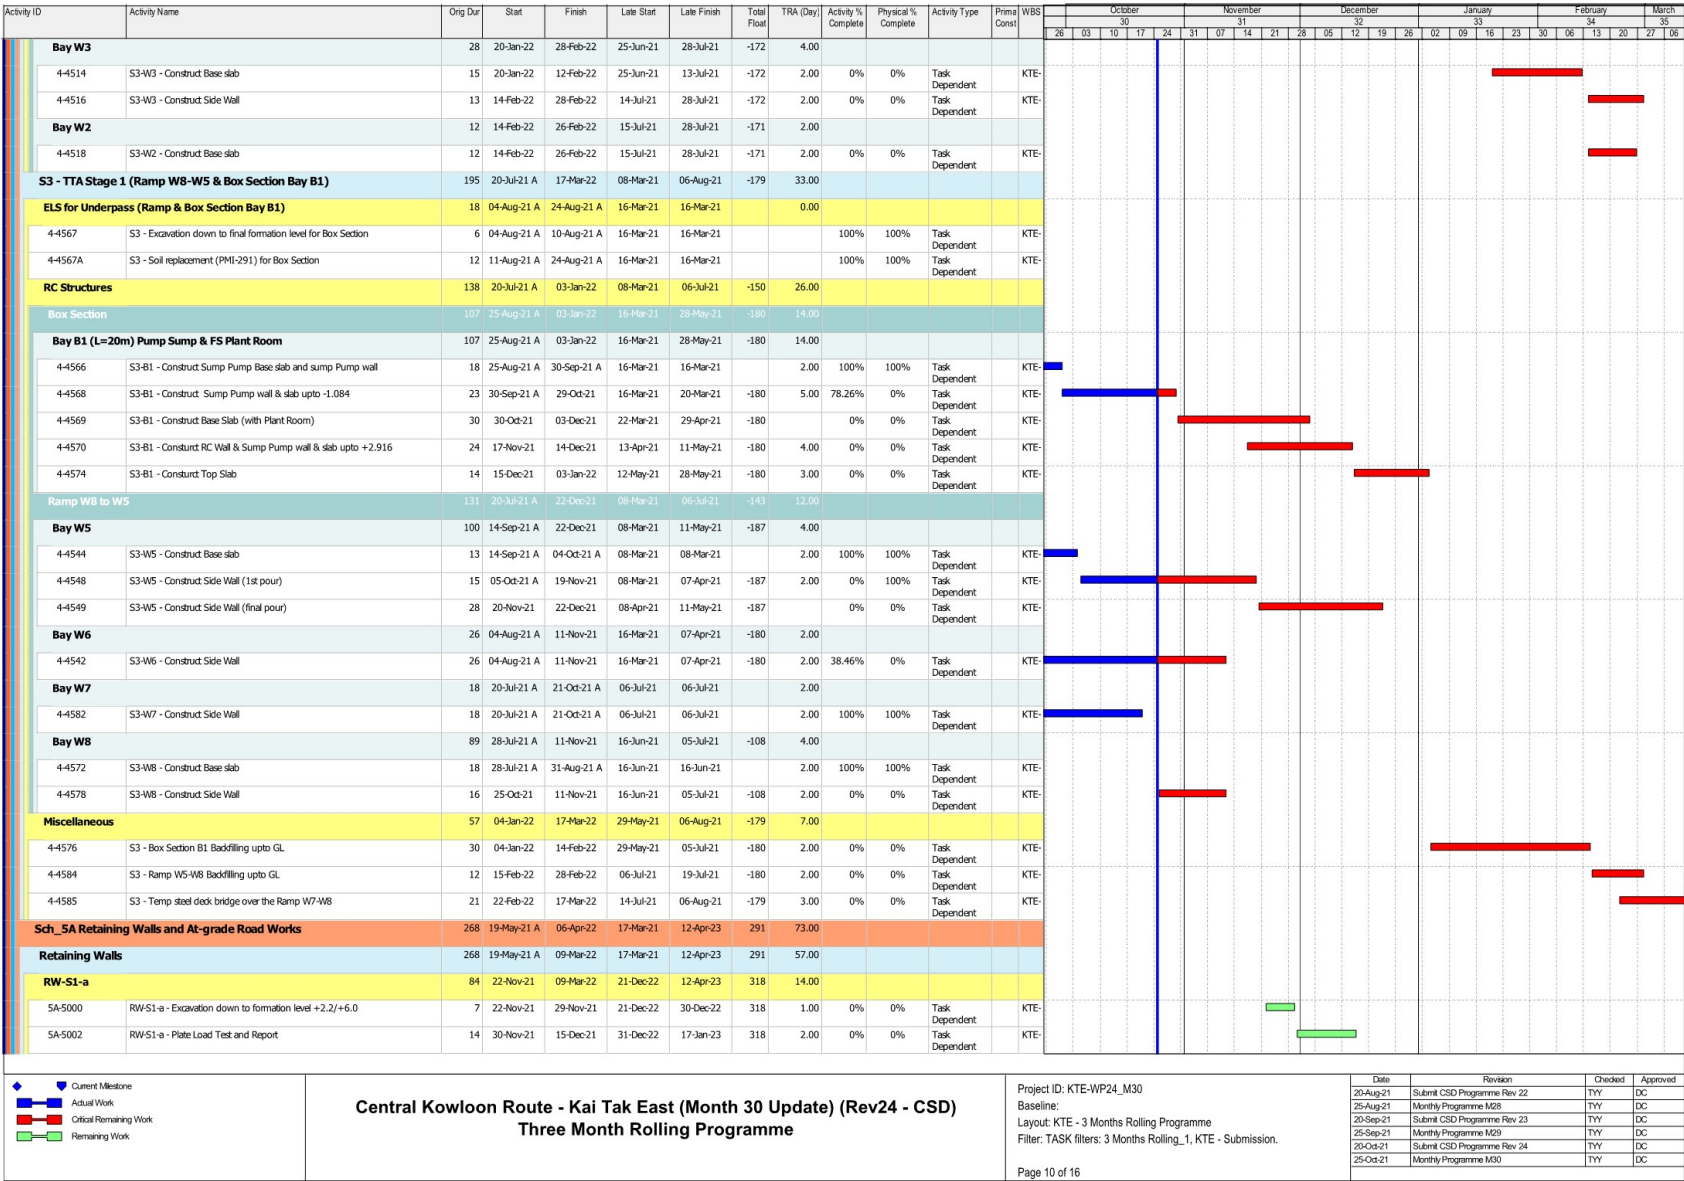 Activity ID Activity Name Orig Dur Start Finish Late Start Late Finish Total Float TRA (Day) Activity % Complete Physical % Complete Activity Type Prima Const WBS
October November December January February March
30 31 32 33 34 35
26 03 10 17 24 31 07 14 21 28 05 12 19 26 02 09 16 23 30 06 13 20 27 06
Bay W3 28 20-Jan-22 28-Feb-22 25-Jun-21 28-Jul-21 -172 4.00
4-4514 S3-W3 - Construct Base slab 15 20-Jan-22 12-Feb-22 25-Jun-21 13-Jul-21 -172 2.00 0% 0% Task Dependent KTE-
4-4516 S3-W3 - Construct Side Wall 13 14-Feb-22 28-Feb-22 14-Jul-21 28-Jul-21 -172 2.00 0% 0% Task Dependent KTE-
Bay W2 12 14-Feb-22 26-Feb-22 15-Jul-21 28-Jul-21 -171 2.00
4-4518 S3-W2 - Construct Base slab 12 14-Feb-22 26-Feb-22 15-Jul-21 28-Jul-21 -171 2.00 0% 0% Task Dependent KTE-
S3 - TTA Stage 1 (Ramp W8-W5 & Box Section Bay B1) 195 20-Jul-21 A 17-Mar-22 08-Mar-21 06-Aug-21 -179 33.00
ELS for Underpass (Ramp & Box Section Bay B1) 18 04-Aug-21 A 24-Aug-21 A 16-Mar-21 16-Mar-21 0.00
4-4567 S3 - Excavation down to final formation level for Box Section 6 04-Aug-21 A 10-Aug-21 A 16-Mar-21 16-Mar-21 100% 100% Task Dependent KTE-
4-4567A S3 - Soil replacement (PMI-291) for Box Section 12 11-Aug-21 A 24-Aug-21 A 16-Mar-21 16-Mar-21 100% 100% Task Dependent KTE-
RC Structures 138 20-Jul-21 A 03-Jan-22 08-Mar-21 06-Jul-21 -150 26.00
Box Section 107 25-Aug-21 A 03-Jan-22 16-Mar-21 28-May-21 -180 14.00
Bay B1 (L=20m) Pump Sump & FS Plant Room 107 25-Aug-21 A 03-Jan-22 16-Mar-21 28-May-21 -180 14.00
4-4566 S3-B1 - Construct Sump Pump Base slab and sump Pump wall 18 25-Aug-21 A 30-Sep-21 A 16-Mar-21 16-Mar-21 2.00 100% 100% Task Dependent KTE-
4-4568 S3-B1 - Construct Sump Pump wall & slab upto -1.084 23 30-Sep-21 A 29-Oct-21 16-Mar-21 20-Mar-21 -180 5.00 78.26% 0% Task Dependent KTE-
4-4569 S3-B1 - Construct Base Slab (with Plant Room) 30 30-Oct-21 03-Dec-21 22-Mar-21 29-Apr-21 -180 0% 0% Task Dependent KTE-
4-4570 S3-B1 - Consturct RC Wall & Sump Pump wall & slab upto +2.916 24 17-Nov-21 14-Dec-21 13-Apr-21 11-May-21 -180 4.00 0% 0% Task Dependent KTE-
4-4574 S3-B1 - Consturct Top Slab 14 15-Dec-21 03-Jan-22 12-May-21 28-May-21 -180 3.00 0% 0% Task Dependent KTE-
Ramp W8 to W5 131 20-Jul-21 A 22-Dec-21 08-Mar-21 06-Jul-21 -143 12.00
Bay W5 100 14-Sep-21 A 22-Dec-21 08-Mar-21 11-May-21 -187 4.00
4-4544 S3-W5 - Construct Base slab 13 14-Sep-21 A 04-Oct-21 A 08-Mar-21 08-Mar-21 2.00 100% 100% Task Dependent KTE-
4-4548 S3-W5 - Construct Side Wall (1st pour) 15 05-Oct-21 A 19-Nov-21 08-Mar-21 07-Apr-21 -187 2.00 0% 100% Task Dependent KTE-
4-4549 S3-W5 - Construct Side Wall (final pour) 28 20-Nov-21 22-Dec-21 08-Apr-21 11-May-21 -187 0% 0% Task Dependent KTE-
Bay W6 26 04-Aug-21 A 11-Nov-21 16-Mar-21 07-Apr-21 -180 2.00
4-4542 S3-W6 - Construct Side Wall 26 04-Aug-21 A 11-Nov-21 16-Mar-21 07-Apr-21 -180 2.00 38.46% 0% Task Dependent KTE-
Bay W7 18 20-Jul-21 A 21-Oct-21 A 06-Jul-21 06-Jul-21 2.00
4-4582 S3-W7 - Construct Side Wall 18 20-Jul-21 A 21-Oct-21 A 06-Jul-21 06-Jul-21 2.00 100% 100% Task Dependent KTE-
Bay W8 89 28-Jul-21 A 11-Nov-21 16-Jun-21 05-Jul-21 -108 4.00
4-4572 S3-W8 - Construct Base slab 18 28-Jul-21 A 31-Aug-21 A 16-Jun-21 16-Jun-21 2.00 100% 100% Task Dependent KTE-
4-4578 S3-W8 - Construct Side Wall 16 25-Oct-21 11-Nov-21 16-Jun-21 05-Jul-21 -108 2.00 0% 0% Task Dependent KTE-
Miscellaneous 57 04-Jan-22 17-Mar-22 29-May-21 06-Aug-21 -179 7.00
4-4576 S3 - Box Section B1 Backfilling upto GL 30 04-Jan-22 14-Feb-22 29-May-21 05-Jul-21 -180 2.00 0% 0% Task Dependent KTE-
4-4584 S3 - Ramp W5-W8 Backfilling upto GL 12 15-Feb-22 28-Feb-22 06-Jul-21 19-Jul-21 -180 2.00 0% 0% Task Dependent KTE-
4-4585 S3 - Temp steel deck bridge over the Ramp W7-W8 21 22-Feb-22 17-Mar-22 14-Jul-21 06-Aug-21 -179 3.00 0% 0% Task Dependent KTE-
Sch_5A Retaining Walls and At-grade Road Works 268 19-May-21 A 06-Apr-22 17-Mar-21 12-Apr-23 291 73.00
Retaining Walls 268 19-May-21 A 09-Mar-22 17-Mar-21 12-Apr-23 291 57.00
RW-S1-a 84 22-Nov-21 09-Mar-22 21-Dec-22 12-Apr-23 318 14.00
5A-5000 RW-S1-a - Excavation down to formation level +2.2/+6.0 7 22-Nov-21 29-Nov-21 21-Dec-22 30-Dec-22 318 1.00 0% 0% Task Dependent KTE-
5A-5002 RW-S1-a - Plate Load Test and Report 14 30-Nov-21 15-Dec-21 31-Dec-22 17-Jan-23 318 2.00 0% 0% Task Dependent KTE-
Current Milestone
Actual Work
Critical Remaining Work
Remaining Work
Central Kowloon Route - Kai Tak East (Month 30 Update) (Rev24 - CSD)
Three Month Rolling Programme
Project ID: KTE-WP24_M30
Baseline:
Layout: KTE - 3 Months Rolling Programme
Filter: TASK filters: 3 Months Rolling_1, KTE - Submission.
Page 10 of 16
Date Revision Checked Approved
20-Aug-21 Submit CSD Programme Rev 22 TYY DC
25-Aug-21 Monthly Programme M28 TYY DC
20-Sep-21 Submit CSD Programme Rev 23 TYY DC
25-Sep-21 Monthly Programme M29 TYY DC
20-Oct-21 Submit CSD Programme Rev 24 TYY DC
25-Oct-21 Monthly Programme M30 TYY DC